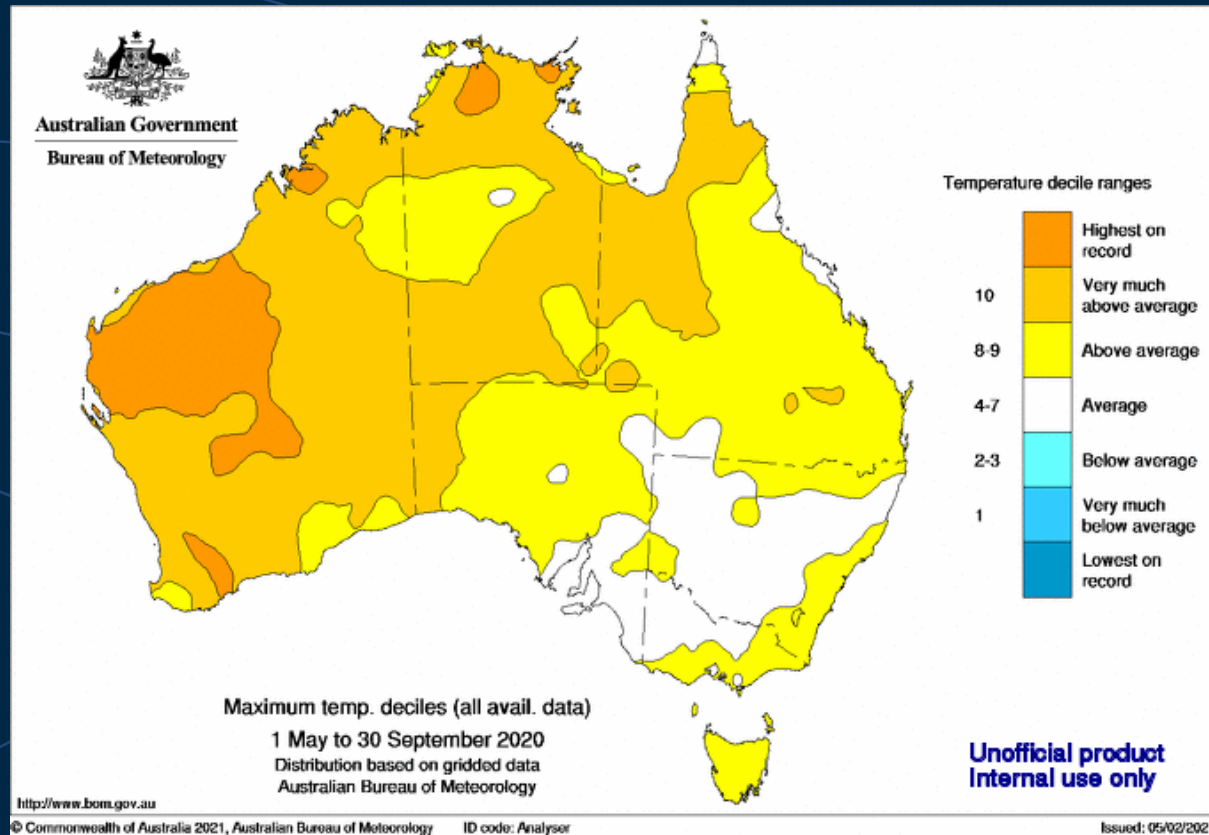 Australian Government
Bureau of Meteorology
Temperature decile ranges
Highest on
record
10
Very much
above average
8-9
Above average
4-7
Average
2-3
Below average
1
Very much
below average
Lowest on
record
Maximum temp. deciles (all avail. data)
1 May to 30 September 2020
Distribution based on gridded data
Australian Bureau of Meteorology
Unofficial product
Internal use only
http://www.bom.gov.au
© Commonwealth of Australia 2021, Australian Bureau of Meteorology ID code: Analyser Issued: 05/02/202